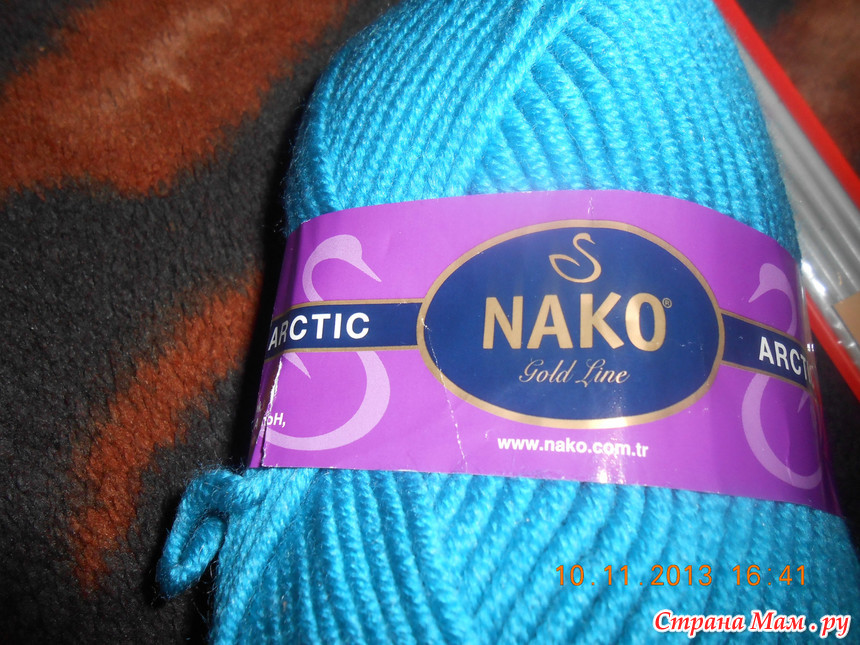 ARCTIC
NAKO®
Gold Line
ARCT
www.nako.com.tr
10.11.2013 16:41
Страна Мам.ру